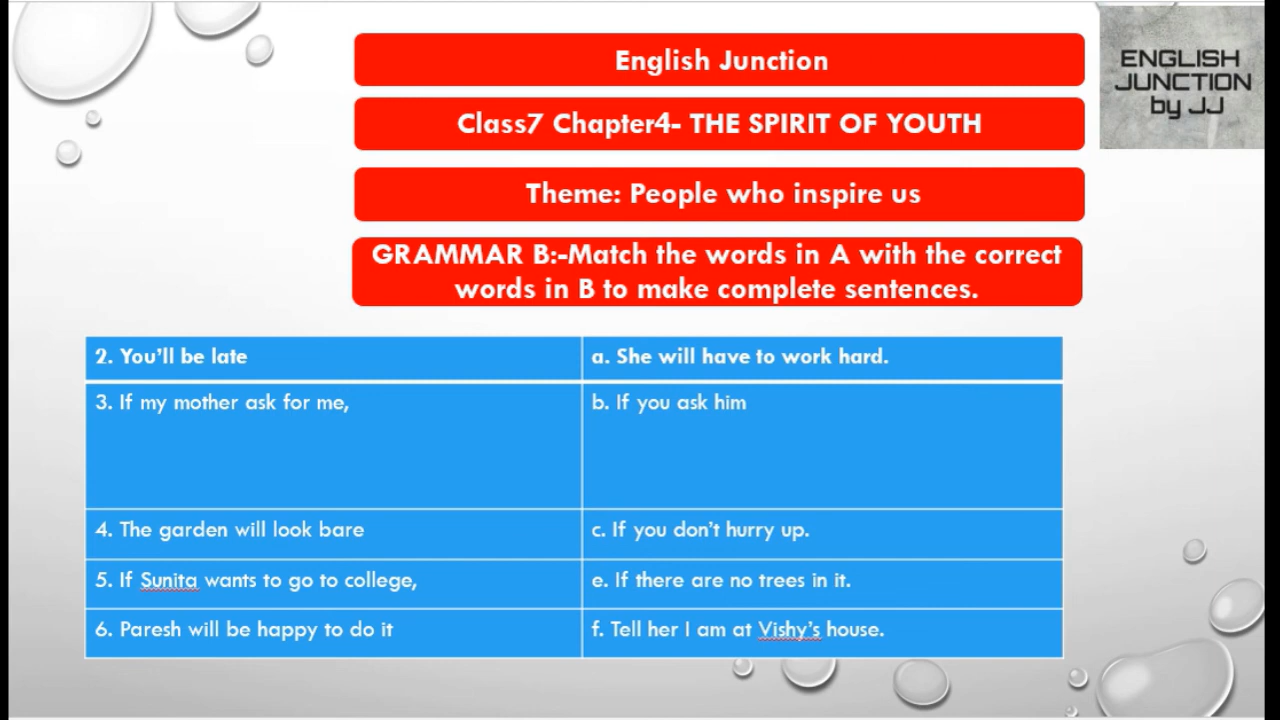 English Junction
ENGLISH
JUNCTION
by JJ
Class7 Chapter4- THE SPIRIT OF YOUTH
Theme: People who inspire us
GRAMMAR B:-Match the words in A with the correct
words in B to make complete sentences.
2. You'll be late
a. She will have to work hard.
3. If my mother ask for me,
b. If you ask him
4. The garden will look bare
c. If you don't hurry up.
5. If Sunita wants to go to college,
e. If there are no trees in it.
6. Paresh will be happy to do it
f. Tell her I am at Vishy's house.